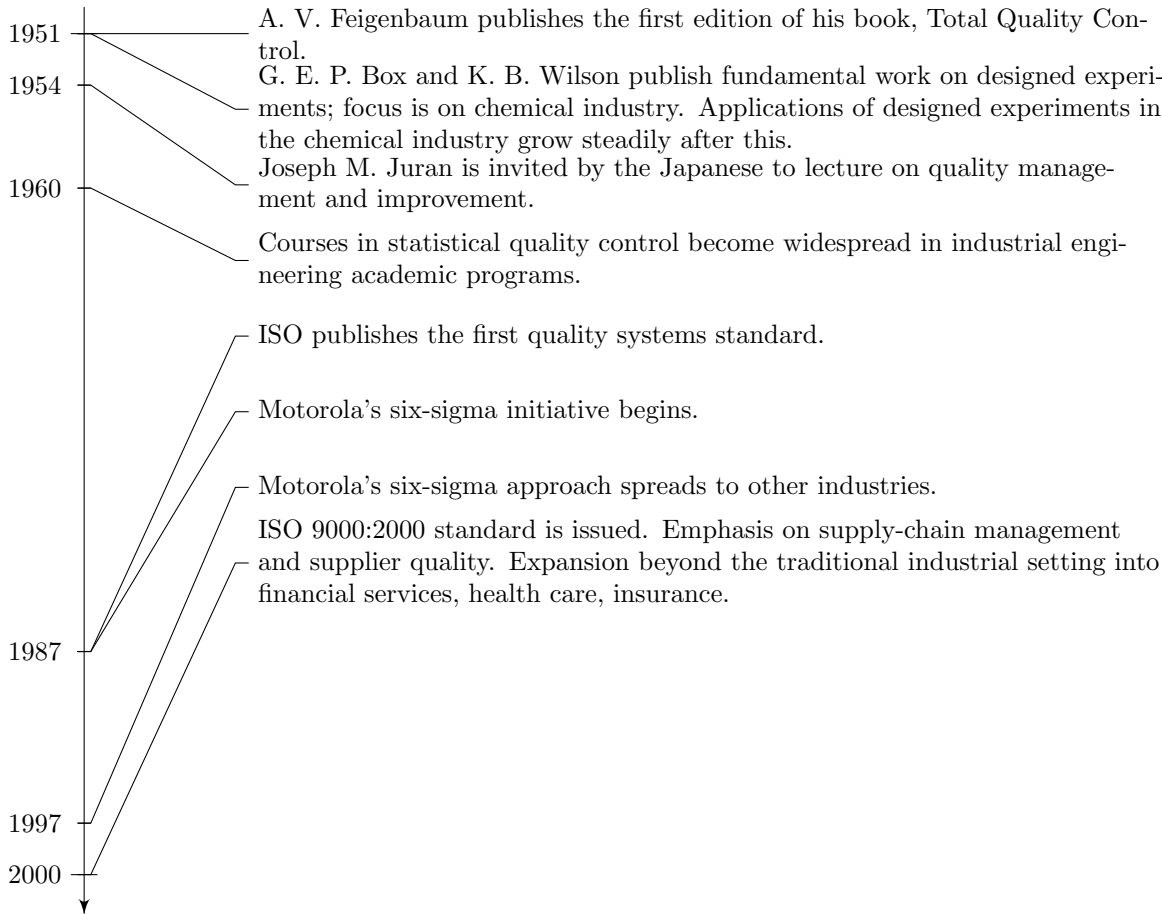 1951
A. V. Feigenbaum publishes the first edition of his book, Total Quality Con-
trol.
1954
G. E. P. Box and K. B. Wilson publish fundamental work on designed experi-
ments; focus is on chemical industry. Applications of designed experiments in
the chemical industry grow steadily after this.
Joseph M. Juran is invited by the Japanese to lecture on quality manage-
ment and improvement.
1960
Courses in statistical quality control become widespread in industrial engi-
neering academic programs.
ISO publishes the first quality systems standard.
Motorola's six-sigma initiative begins.
Motorola's six-sigma approach spreads to other industries.
ISO 9000:2000 standard is issued. Emphasis on supply-chain management
and supplier quality. Expansion beyond the traditional industrial setting into
financial services, health care, insurance.
1987
1997
2000